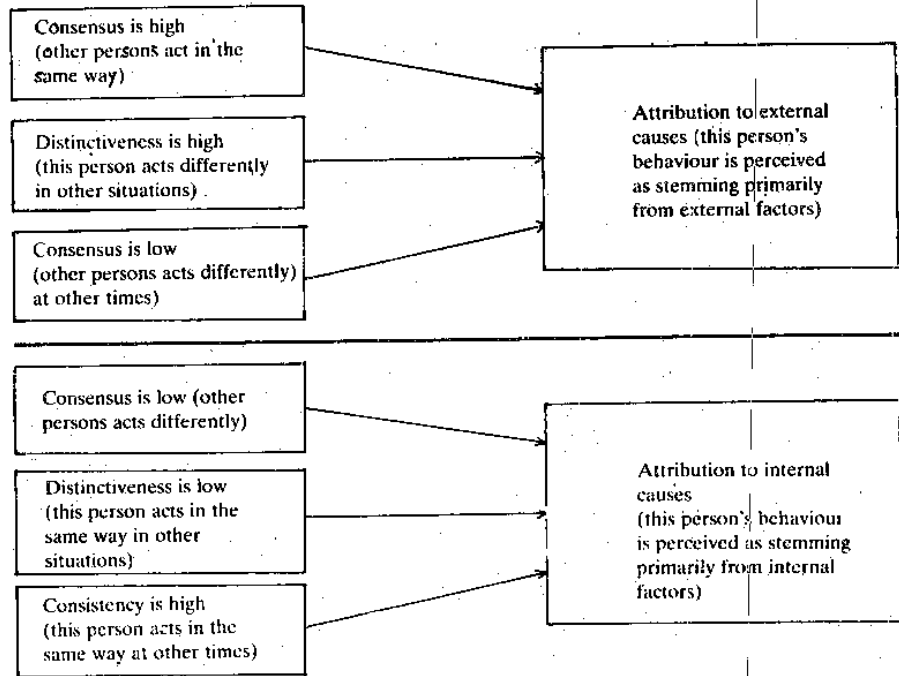 Consensus is high
(other persons act in the
same way)
Distinctiveness is high
(this person acts differently
in other situations)
Consensus is low
(other persons acts differently)
at other times)
Attribution to external
causes (this person's
behaviour is perceived
as stemming primarily
from external factors)
Consensus is low (other
persons acts differently)
Distinctiveness is low
(this person acts in the
same way in other
situations)
Consistency is high
(this person acts in the
same way at other times)
Attribution to internal
causes
(this person's behaviour
is perceived as stemming
primarily from internal
factors)